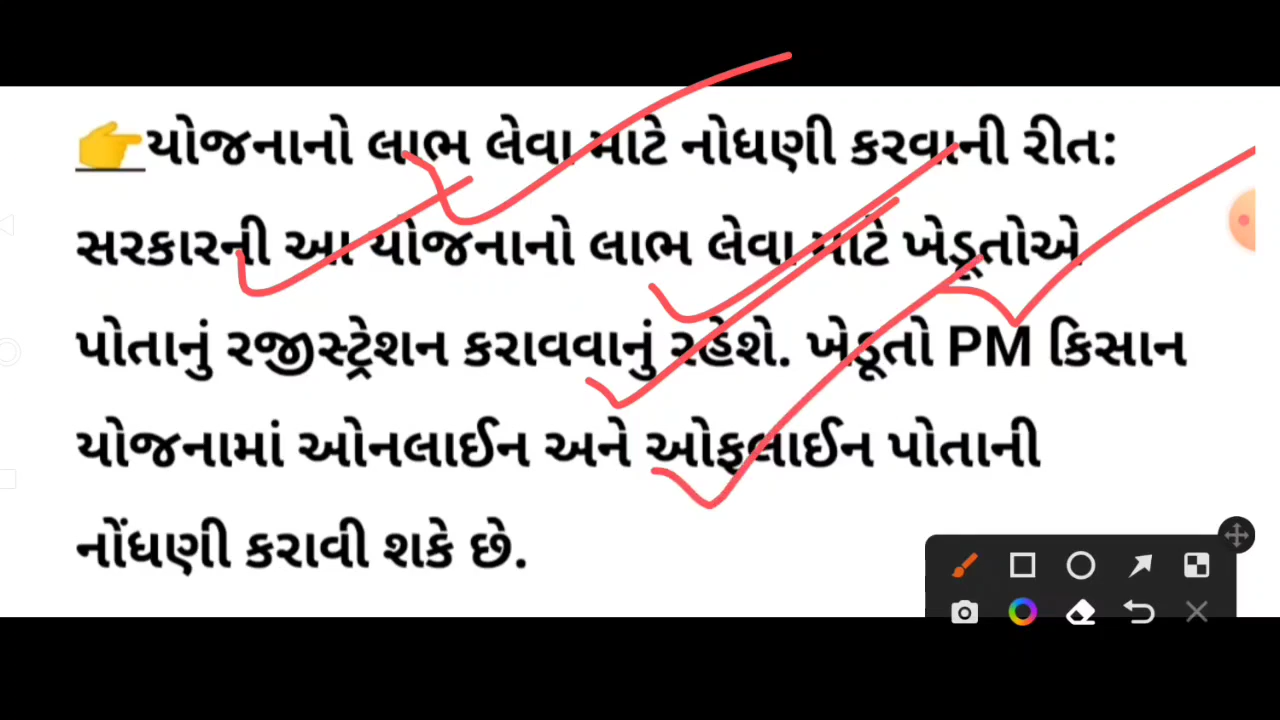 👉યોજનાનો લાભ લેવા માટે નોધણી કરવાની રીત:
સરકારની આ યોજનાનો લાભ લેવા માટે ખેડૂતોએ
પોતાનું રજીસ્ટ્રેશન કરાવવાનું રહેશે. ખેડૂતો PM કિસાન
યોજનામાં ઓનલાઈન અને ઓફલાઈન પોતાની
નોંધણી કરાવી શકે છે.